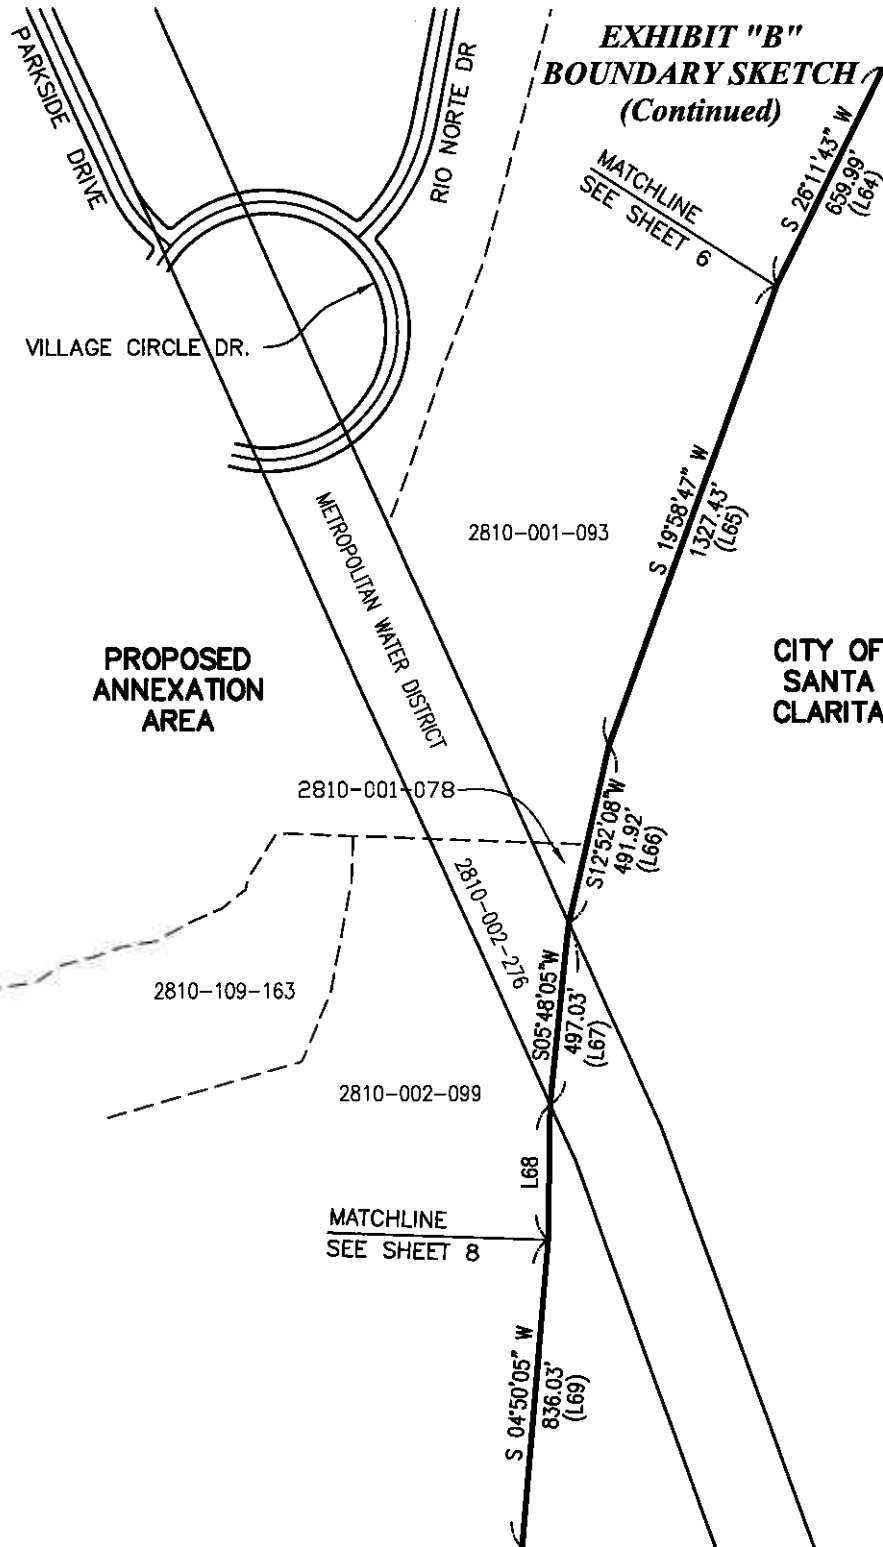 EXHIBIT "B"
BOUNDARY SKETCH
(Continued)
PARKSIDE DRIVE
RIO NORTE DR
MATCHLINE
SEE SHEET 6
S 26°11'43" W
659.99'
(L64)
VILLAGE CIRCLE DR.
S 19°58'47" W
1327.43'
(L65)
METROPOLITAN WATER DISTRICT
2810-001-093
PROPOSED
ANNEXATION
AREA
CITY OF
SANTA
CLARITA
2810-001-078
S12°52'08"W
491.92'
(L66)
2810-002-276
2810-109-163
S05°48'05"W
497.03'
(L67)
2810-002-099
L68
MATCHLINE
SEE SHEET 8
S 04°50'05" W
836.03'
(L69)